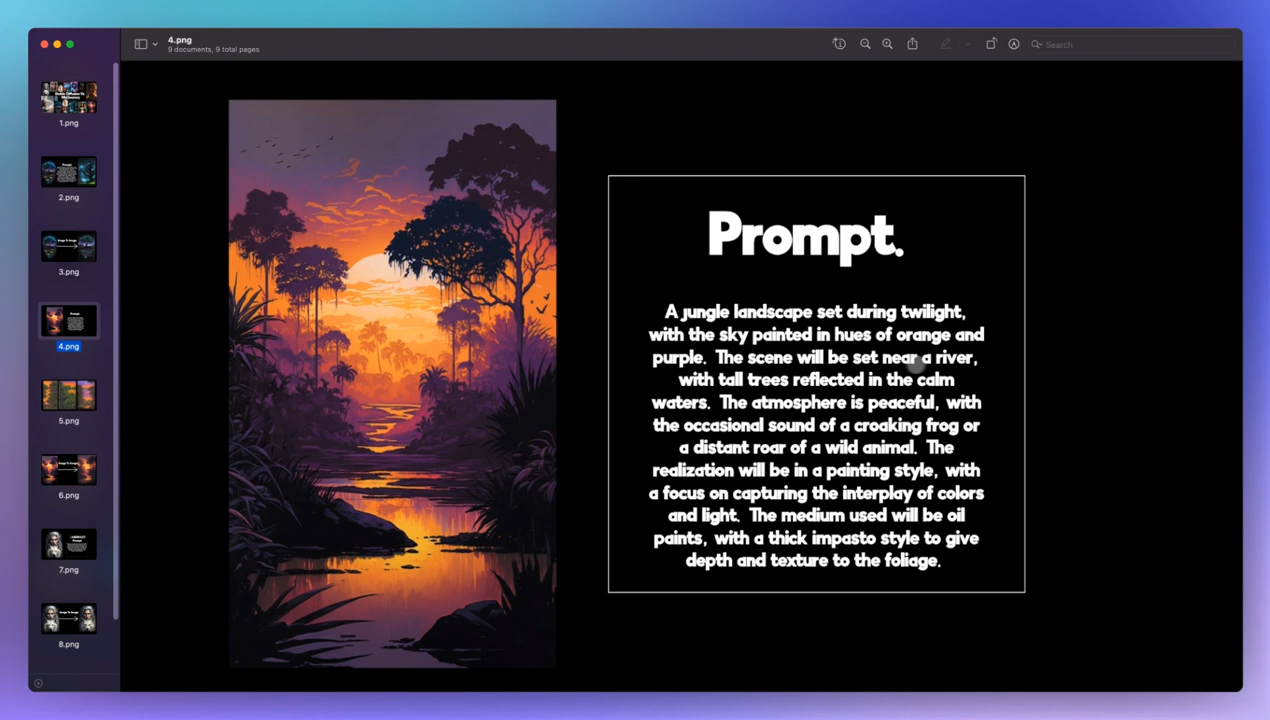 4.png
9 documents, 9 total pages
Search
1.png
2.png
3.png
4.png
5.png
6.png
7.png
8.png
Prompt.
A jungle landscape set during twilight,
with the sky painted in hues of orange and
purple. The scene will be set near a river,
with tall trees reflected in the calm
waters. The atmosphere is peaceful, with
the occasional sound of a croaking frog or
a distant roar of a wild animal. The
realization will be in a painting style, with
a focus on capturing the interplay of colors
and light. The medium used will be oil
paints, with a thick impasto style to give
depth and texture to the foliage.